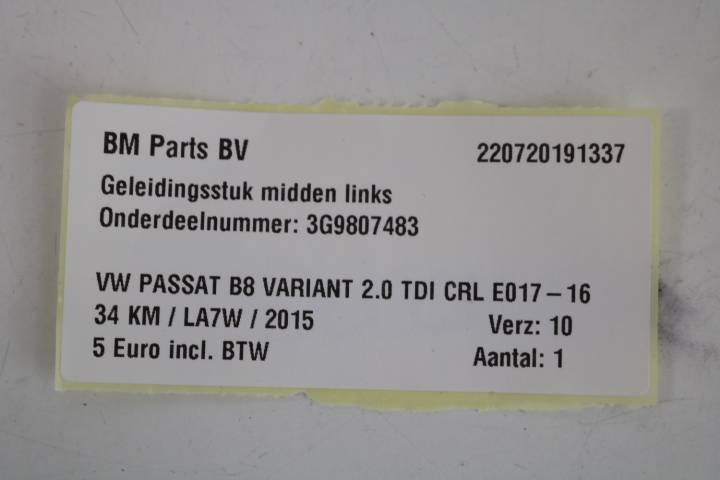 BM Parts BV 220720191337
Geleidingsstuk midden links
Onderdeelnummer: 3G9807483
VW PASSAT B8 VARIANT 2.0 TDI CRL E017-16
34 KM / LA7W / 2015 Verz: 10
5 Euro incl. BTW Aantal: 1